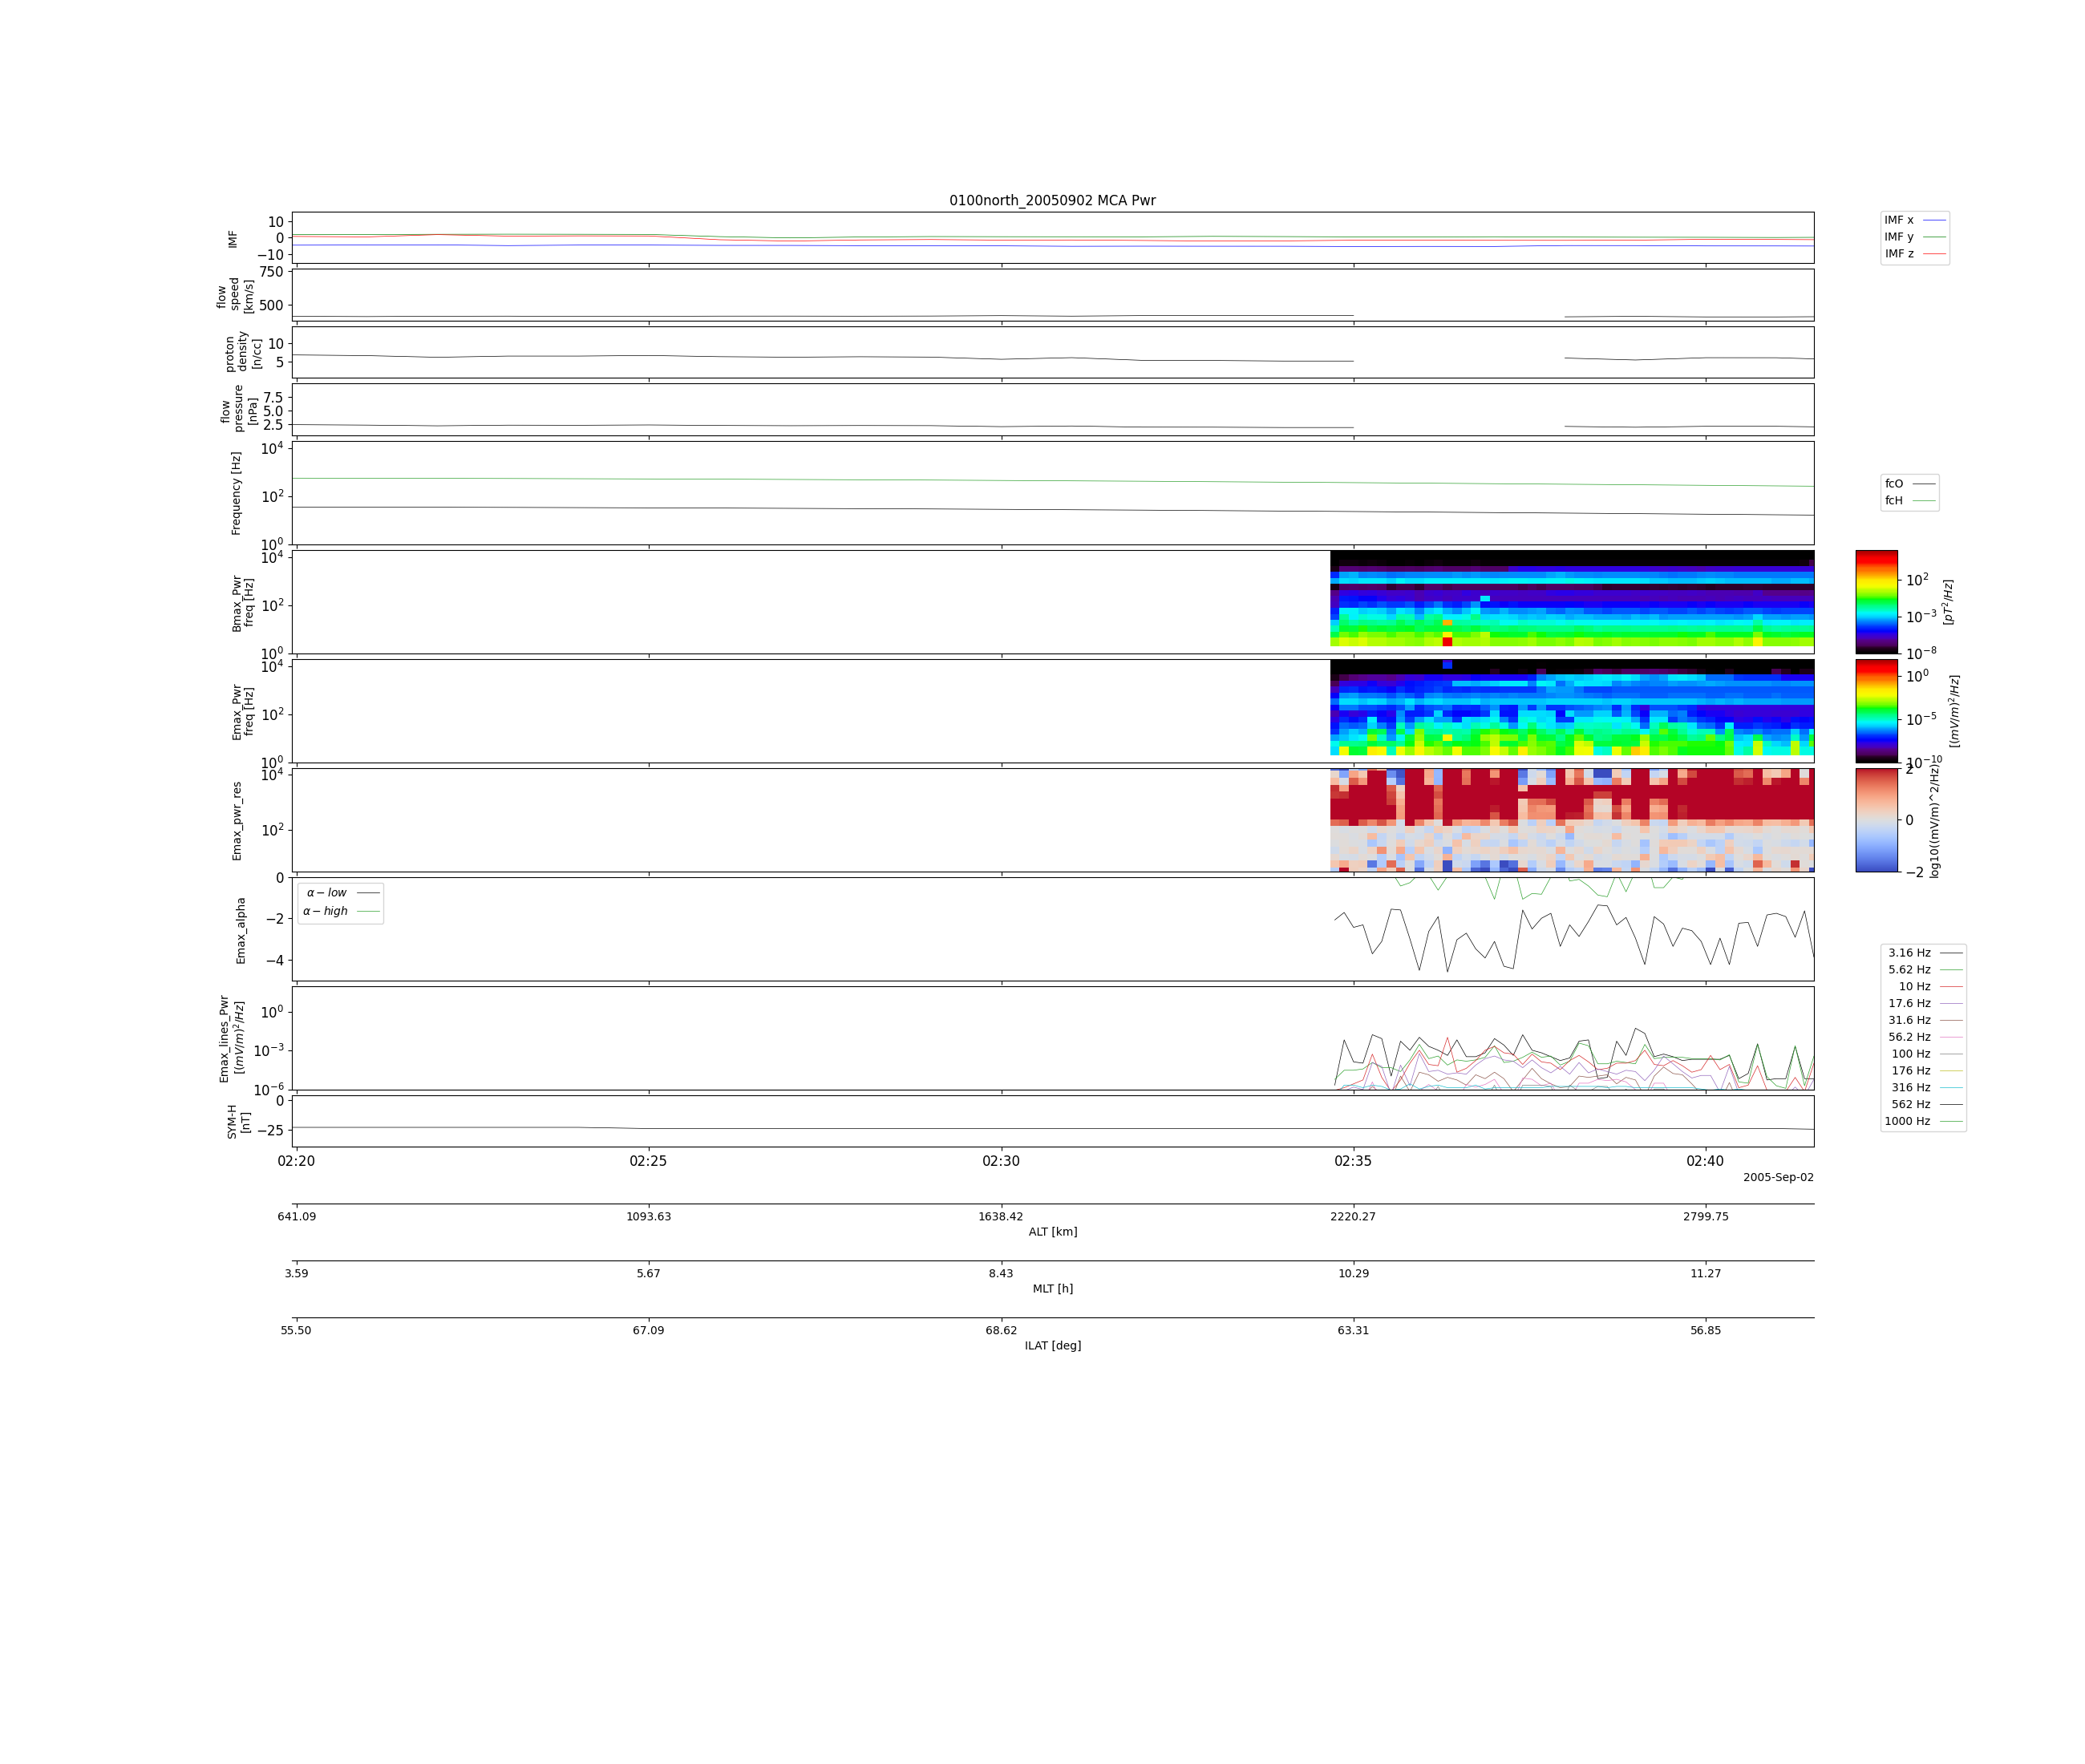 0100north_20050902 MCA Pwr
10
0
−10
IMF
IMF x
IMF y
IMF z
750
500
flow
speed
[km/s]
10
5
proton
density
[n/cc]
7.5
5.0
2.5
flow
pressure
[nPa]
10^4
10^2
10^0
Frequency [Hz]
fcO
fcH
10^4
10^2
10^0
Bmax_Pwr
freq [Hz]
10^2
10^−3
10^−8
[pT^2/Hz]
10^4
10^2
10^0
Emax_Pwr
freq [Hz]
10^0
10^−5
10^−10
[(mV/m)^2/Hz]
10^4
10^2
Emax_pwr_res
2
0
−2
log10((mV/m)^2/Hz)
0
−2
−4
Emax_alpha
α − low
α − high
10^0
10^−3
10^−6
Emax_lines_Pwr
[(mV/m)^2/Hz]
3.16 Hz
5.62 Hz
10 Hz
17.6 Hz
31.6 Hz
56.2 Hz
100 Hz
176 Hz
316 Hz
562 Hz
1000 Hz
0
−25
SYM-H
[nT]
02:20 02:25 02:30 02:35 02:40
2005-Sep-02
641.09 1093.63 1638.42 2220.27 2799.75
ALT [km]
3.59 5.67 8.43 10.29 11.27
MLT [h]
55.50 67.09 68.62 63.31 56.85
ILAT [deg]